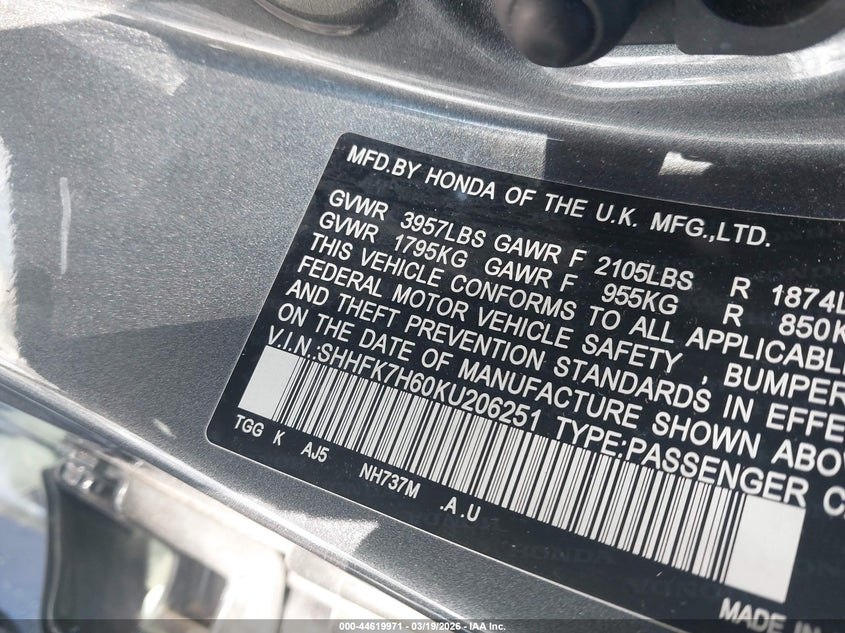 MFD.BY HONDA OF THE U.K. MFG.,LTD.
GVWR 3957LBS GAWR F 2105LBS R 1874L
GVWR 1795KG GAWR F 955KG R 850K
THIS VEHICLE CONFORMS TO ALL APPLICABL
FEDERAL MOTOR VEHICLE SAFETY , BUMPER
AND THEFT PREVENTION STANDARDS IN EFFE
ON THE DATE OF MANUFACTURE SHOWN ABOV
V.I.N.:SHHFK7H60KU206251 TYPE:PASSENGER C
TGG K AJ5 NH737M .A.U
MADE IN
000-44619971 - 03/19/2026 - IAA Inc.